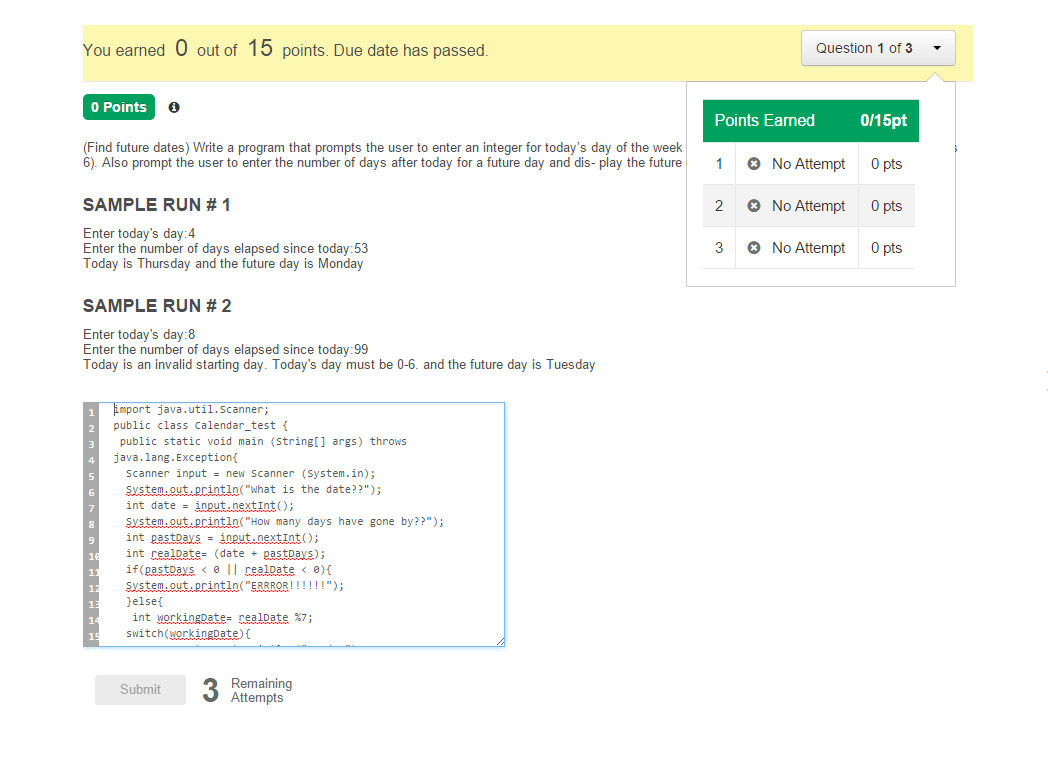 You earned 0 out of 15 points. Due date has passed.
Question 1 of 3
0 Points
Points Earned 0/15pt
1 No Attempt 0 pts
2 No Attempt 0 pts
3 No Attempt 0 pts
(Find future dates) Write a program that prompts the user to enter an integer for today's day of the week
6). Also prompt the user to enter the number of days after today for a future day and dis- play the future
SAMPLE RUN # 1
Enter today's day:4
Enter the number of days elapsed since today:53
Today is Thursday and the future day is Monday
SAMPLE RUN # 2
Enter today's day:8
Enter the number of days elapsed since today:99
Today is an invalid starting day. Today's day must be 0-6. and the future day is Tuesday
1 import java.util.Scanner;
2 public class Calendar_test {
3 public static void main (String[] args) throws
4 java.lang.Exception{
5 Scanner input = new Scanner (System.in);
6 System.out.println("What is the date??");
7 int date = input.nextInt();
8 System.out.println("How many days have gone by??");
9 int pastDays = input.nextInt();
10 int realDate= (date + pastDays);
11 if(pastDays < 0 || realDate < 0){
12 System.out.println("ERRROR!!!!!!");
13 }else{
14 int workingDate= realDate %7;
15 switch(workingDate){
Submit
3 Remaining
Attempts